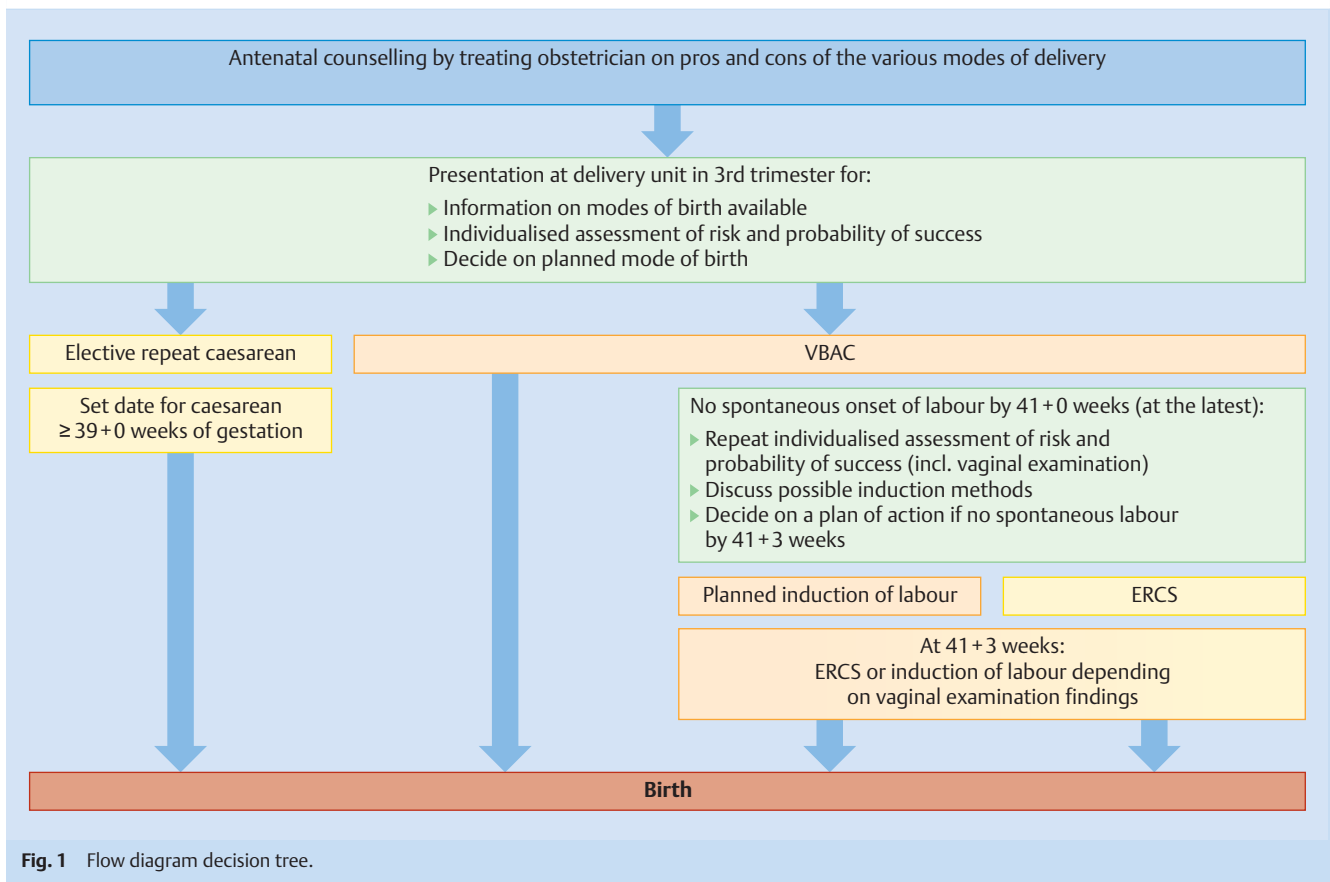 Antenatal counselling by treating obstetrician on pros and cons of the various modes of delivery
Presentation at delivery unit in 3rd trimester for:
▸ Information on modes of birth available
▸ Individualised assessment of risk and probability of success
▸ Decide on planned mode of birth
Elective repeat caesarean
VBAC
Set date for caesarean
≥ 39+0 weeks of gestation
No spontaneous onset of labour by 41+0 weeks (at the latest):
▸ Repeat individualised assessment of risk and
probability of success (incl. vaginal examination)
▸ Discuss possible induction methods
▸ Decide on a plan of action if no spontaneous labour
by 41+3 weeks
Planned induction of labour
ERCS
At 41+3 weeks:
ERCS or induction of labour depending
on vaginal examination findings
Birth
Fig. 1 Flow diagram decision tree.